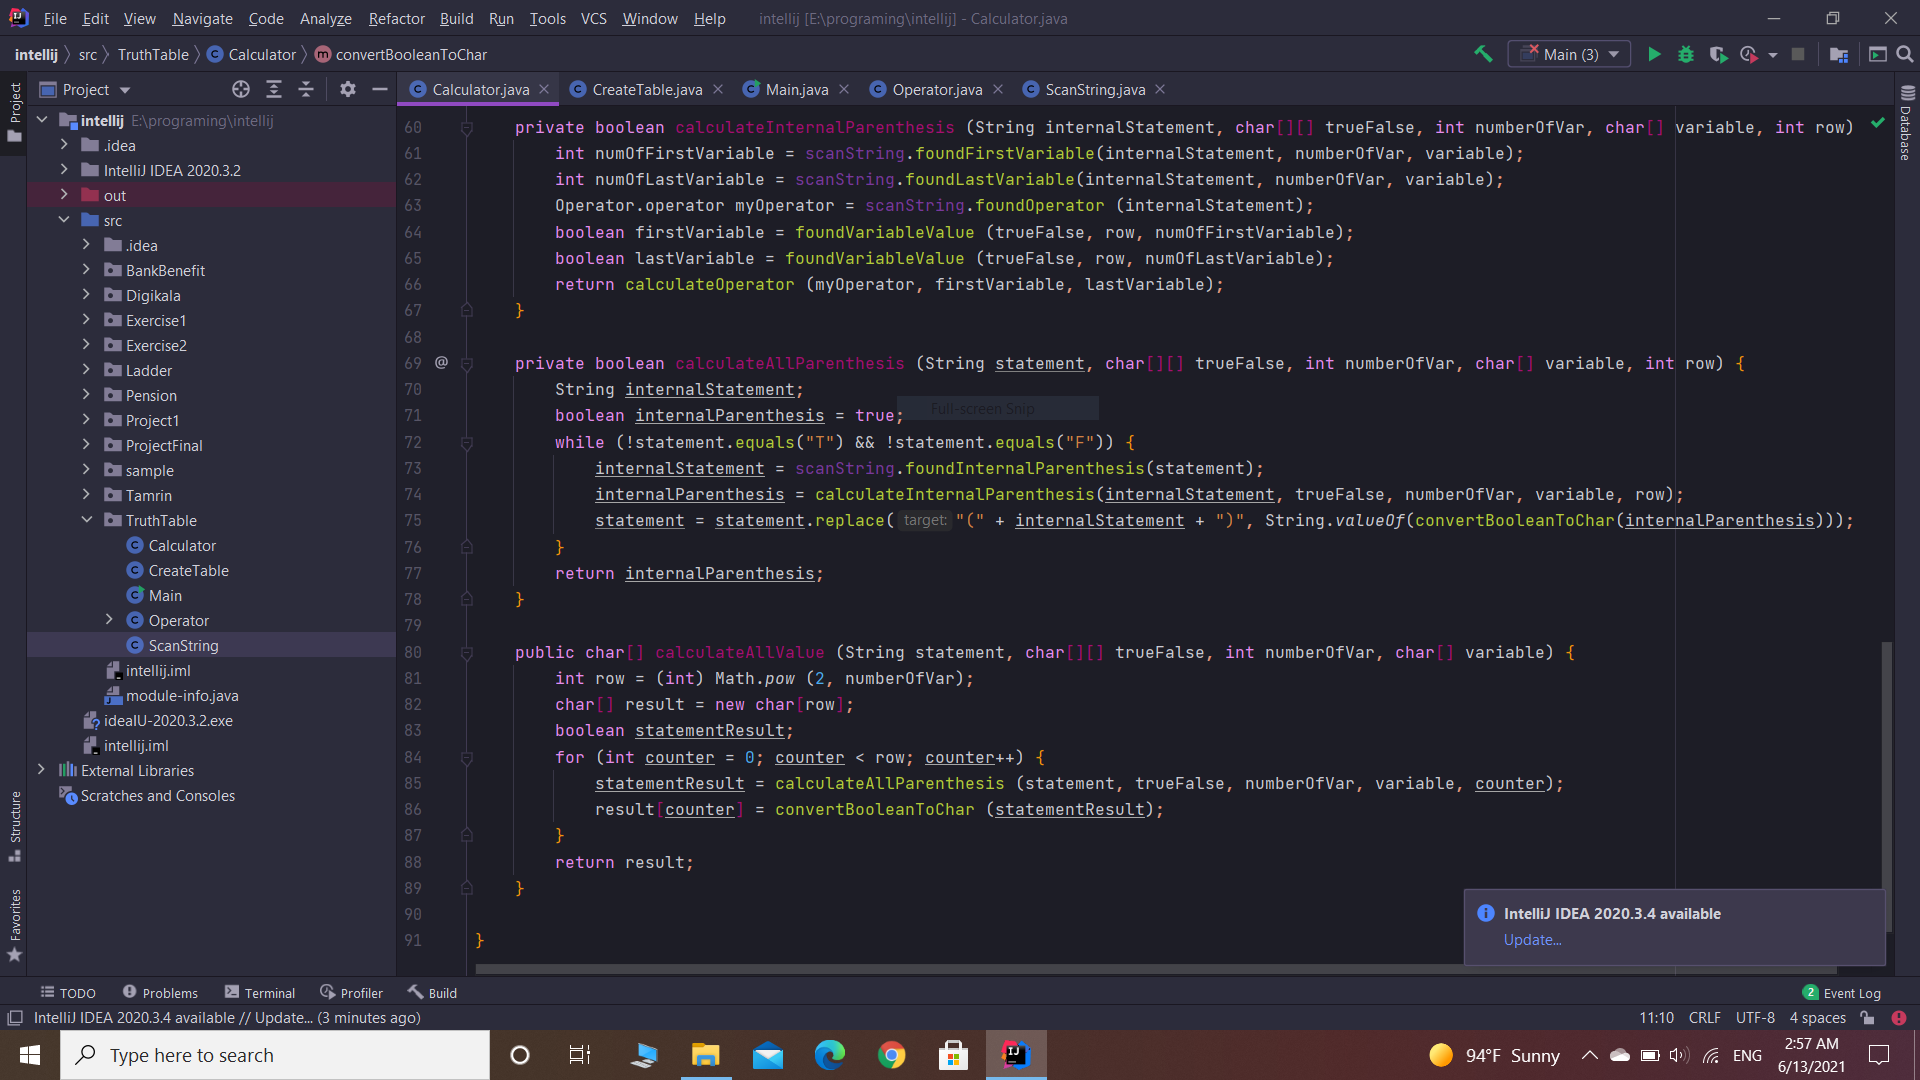 File Edit View Navigate Code Analyze Refactor Build Run Tools VCS Window Help intellij [E:\programing\intellij] - Calculator.java
intellij src TruthTable Calculator convertBooleanToChar Main (3)
Project
Calculator.java CreateTable.java Main.java Operator.java ScanString.java
Project
Database
Structure
Favorites
intellij E:\programing\intellij
.idea
IntelliJ IDEA 2020.3.2
out
src
.idea
BankBenefit
Digikala
Exercise1
Exercise2
Ladder
Pension
Project1
ProjectFinal
sample
Tamrin
TruthTable
Calculator
CreateTable
Main
Operator
ScanString
intellij.iml
module-info.java
idealU-2020.3.2.exe
intellij.iml
External Libraries
Scratches and Consoles
60 private boolean calculateInternalParenthesis (String internalStatement, char[][] trueFalse, int numberOfVar, char[] variable, int row)
61 int numOfFirstVariable = scanString.foundFirstVariable(internalStatement, numberOfVar, variable);
62 int numOfLastVariable = scanString.foundLastVariable(internalStatement, numberOfVar, variable);
63 Operator.operator myOperator = scanString.foundOperator (internalStatement);
64 boolean firstVariable = foundVariableValue (trueFalse, row, numOfFirstVariable);
65 boolean lastVariable = foundVariableValue (trueFalse, row, numOfLastVariable);
66 return calculateOperator (myOperator, firstVariable, lastVariable);
67 }
68
69 @ private boolean calculateAllParenthesis (String statement, char[][] trueFalse, int numberOfVar, char[] variable, int row) {
70 String internalStatement;
71 boolean internalParenthesis = true;
Full-screen Snip
72 while (!statement.equals("T") && !statement.equals("F")) {
73 internalStatement = scanString.foundInternalParenthesis(statement);
74 internalParenthesis = calculateInternalParenthesis(internalStatement, trueFalse, numberOfVar, variable, row);
75 statement = statement.replace( target: "(" + internalStatement + ")", String.valueOf(convertBooleanToChar(internalParenthesis)));
76 }
77 return internalParenthesis;
78 }
79
80 public char[] calculateAllValue (String statement, char[][] trueFalse, int numberOfVar, char[] variable) {
81 int row = (int) Math.pow (2, numberOfVar);
82 char[] result = new char[row];
83 boolean statementResult;
84 for (int counter = 0; counter < row; counter++) {
85 statementResult = calculateAllParenthesis (statement, trueFalse, numberOfVar, variable, counter);
86 result[counter] = convertBooleanToChar (statementResult);
87 }
88 return result;
89 }
90
91 }
IntelliJ IDEA 2020.3.4 available
Update...
TODO Problems Terminal Profiler Build 2 Event Log
IntelliJ IDEA 2020.3.4 available // Update... (3 minutes ago) 11:10 CRLF UTF-8 4 spaces
Type here to search 94°F Sunny ENG 2:57 AM
6/13/2021